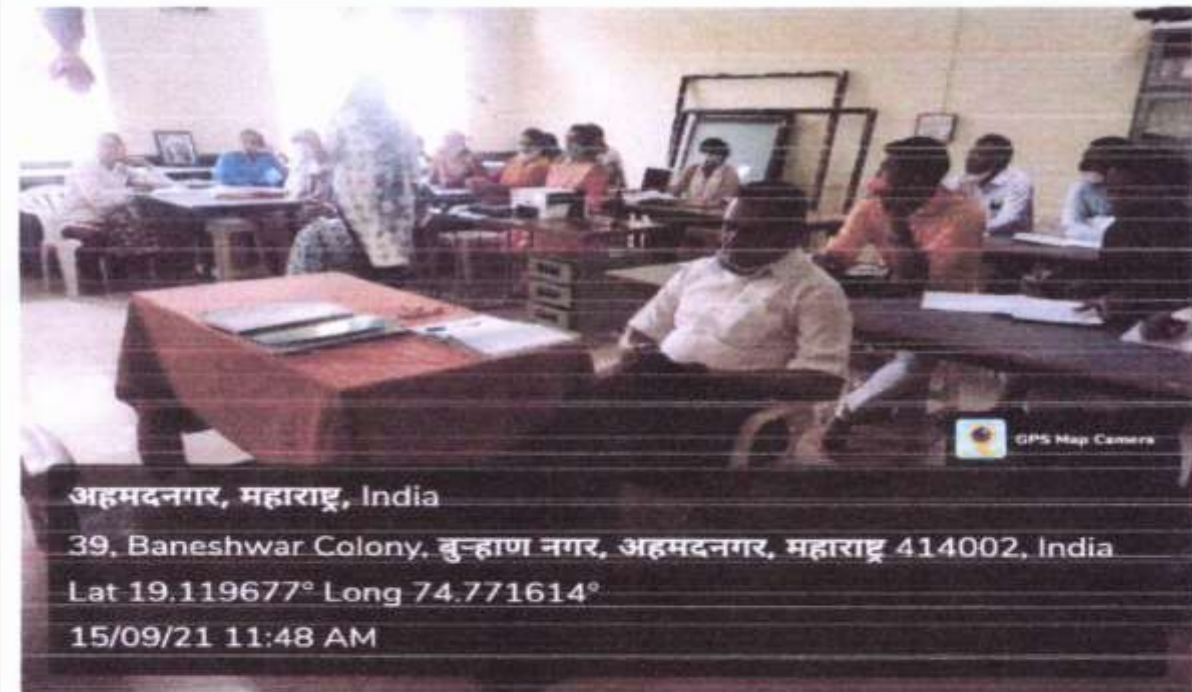 GPS Map Camera
अहमदनगर, महाराष्ट्र, India
39, Baneshwar Colony, बुऱ्हाण नगर, अहमदनगर, महाराष्ट्र 414002, India
Lat 19.119677° Long 74.771614°
15/09/21 11:48 AM